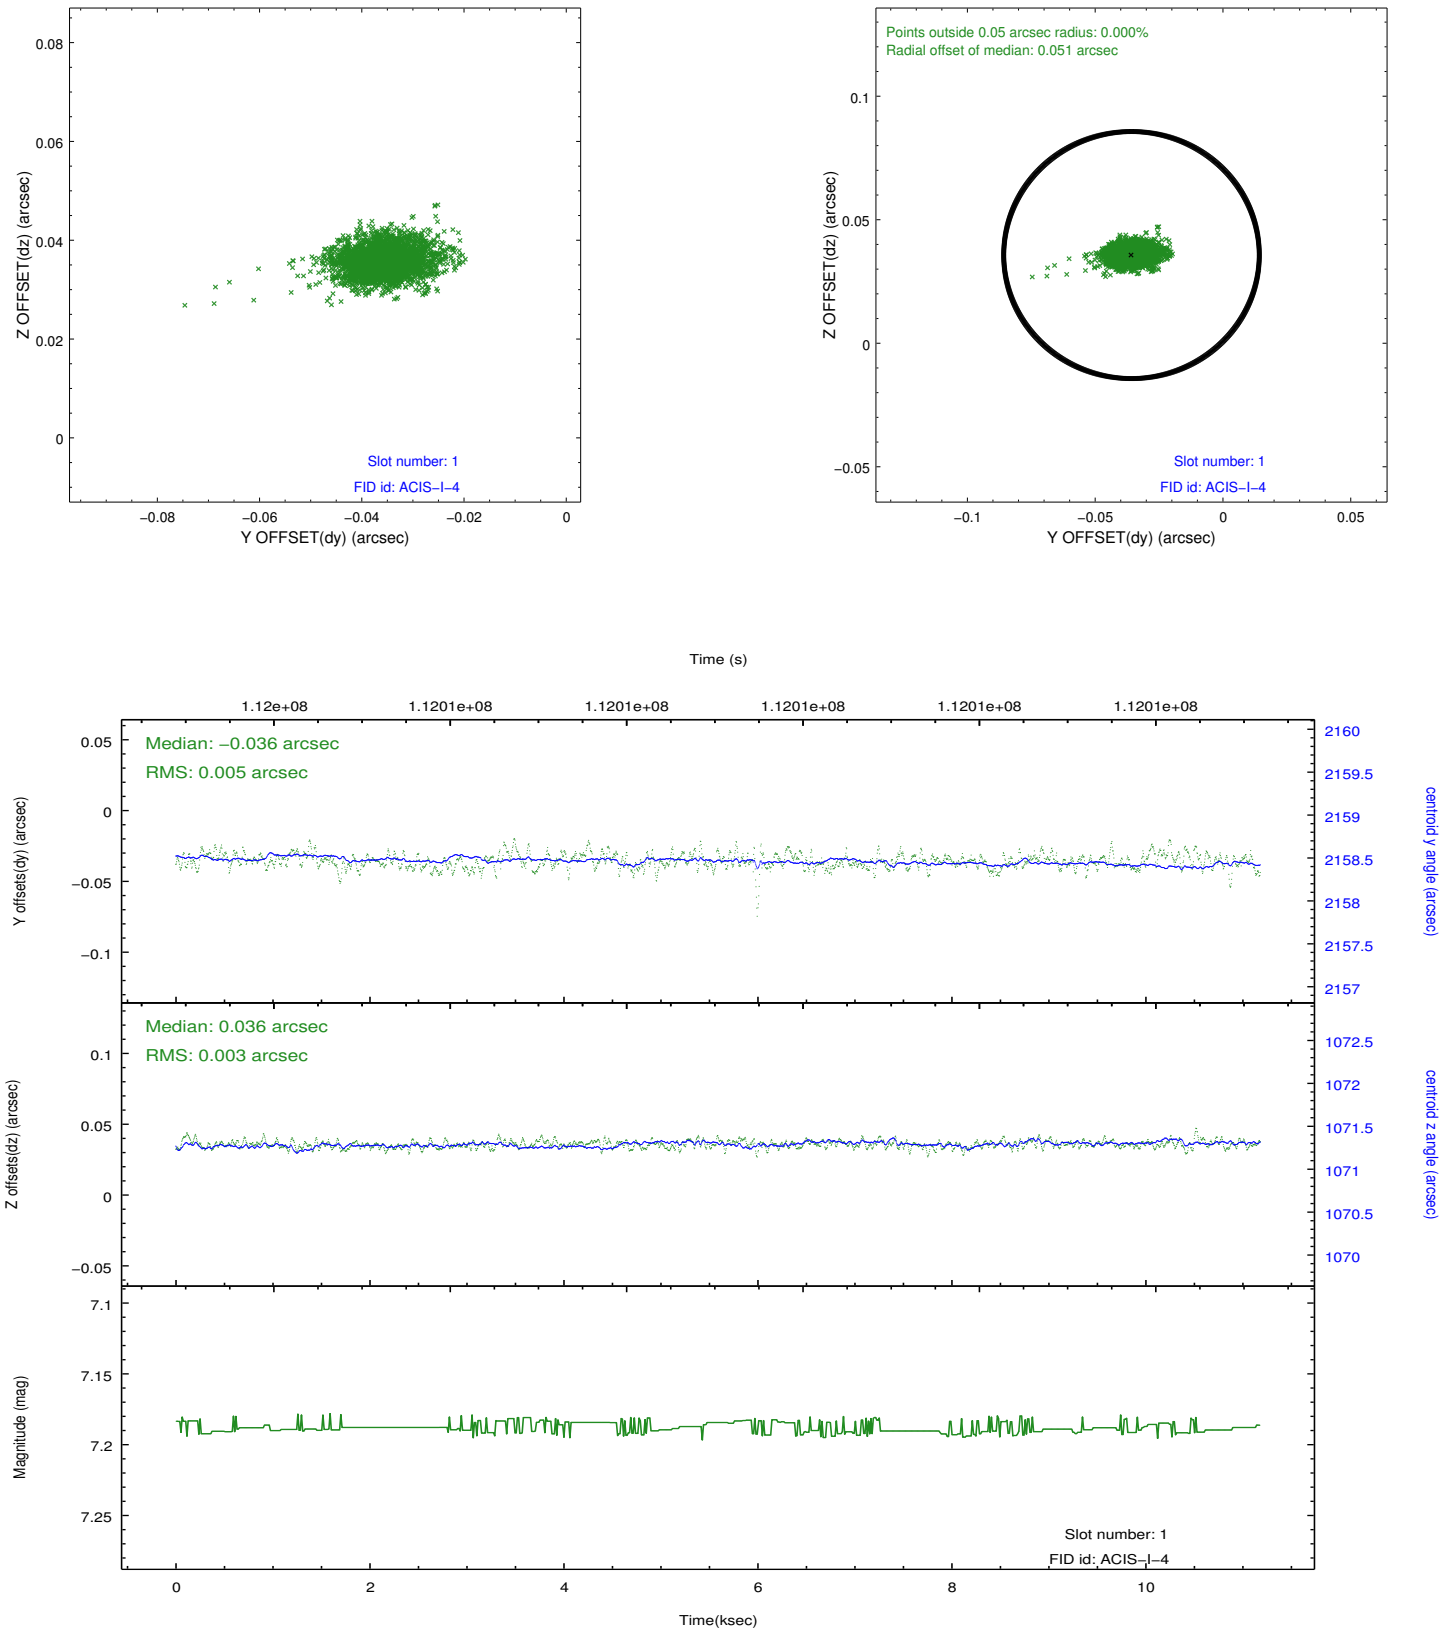 0.08
0.06
0.04
0.02
0
Z OFFSET(dz) (arcsec)
Slot number: 1
FID id: ACIS−I−4
−0.08
−0.06
−0.04
−0.02
0
Y OFFSET(dy) (arcsec)
Points outside 0.05 arcsec radius: 0.000%
Radial offset of median: 0.051 arcsec
0.1
0.05
0
−0.05
Z OFFSET(dz) (arcsec)
Slot number: 1
FID id: ACIS−I−4
−0.1
−0.05
0
0.05
Y OFFSET(dy) (arcsec)
Time (s)
1.12e+08
1.1201e+08
1.1201e+08
1.1201e+08
1.1201e+08
1.1201e+08
Median: −0.036 arcsec
RMS: 0.005 arcsec
0.05
0
−0.05
−0.1
Y offsets(dy) (arcsec)
2160
2159.5
2159
2158.5
2158
2157.5
2157
centroid y angle (arcsec)
Median: 0.036 arcsec
RMS: 0.003 arcsec
0.1
0.05
0
−0.05
Z offsets(dz) (arcsec)
1072.5
1072
1071.5
1071
1070.5
1070
centroid z angle (arcsec)
7.1
7.15
7.2
7.25
Magnitude (mag)
Slot number: 1
FID id: ACIS−I−4
0
2
4
6
8
10
Time(ksec)